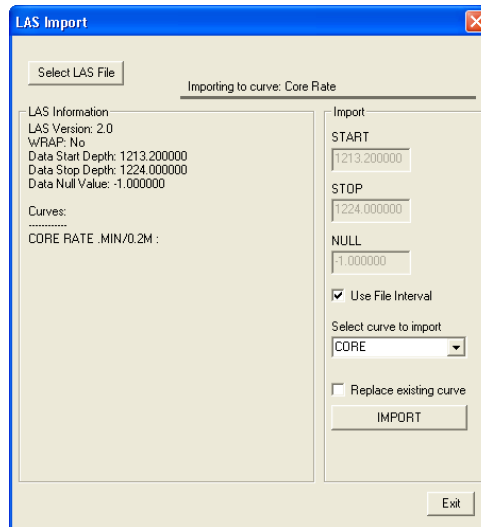 LAS Import
Select LAS File
Importing to curve: Core Rate
LAS Information
LAS Version: 2.0
WRAP: No
Data Start Depth: 1213.200000
Data Stop Depth: 1224.000000
Data Null Value: -1.000000
Curves:
------------
CORE RATE .MIN/0.2M :
Import
START
1213.200000
STOP
1224.000000
NULL
-1.000000
Use File Interval
Select curve to import
CORE
Replace existing curve
IMPORT
Exit